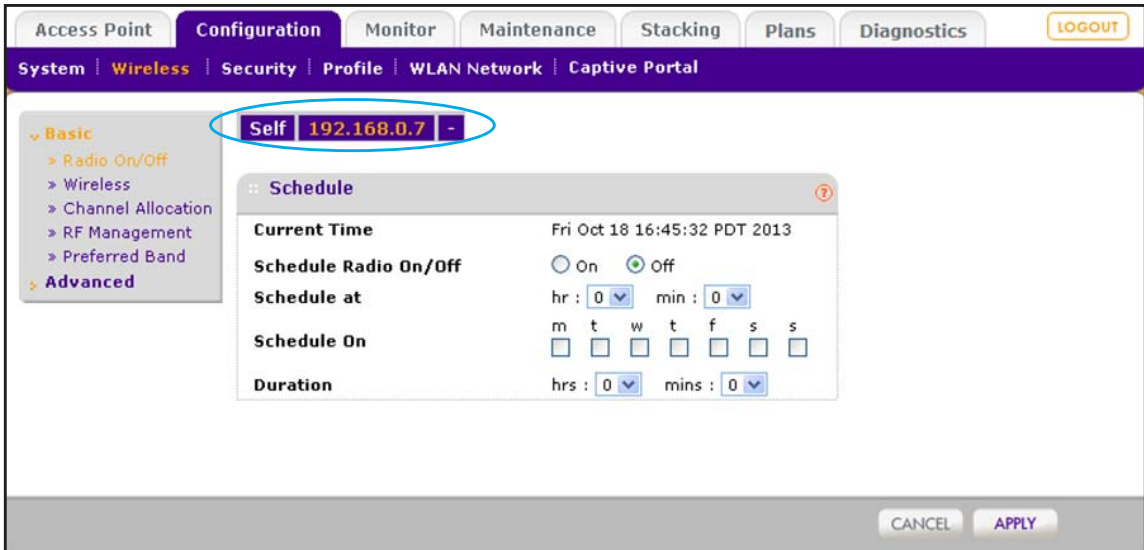 Access Point Configuration Monitor Maintenance Stacking Plans Diagnostics LOGOUT
System Wireless Security Profile WLAN Network Captive Portal
Basic
» Radio On/Off
» Wireless
» Channel Allocation
» RF Management
» Preferred Band
Advanced
Self 192.168.0.7 -
Schedule ?
Current Time Fri Oct 18 16:45:32 PDT 2013
Schedule Radio On/Off On Off
Schedule at hr : 0 min : 0
m t w t f s s
Schedule On
Duration hrs : 0 mins : 0
CANCEL APPLY